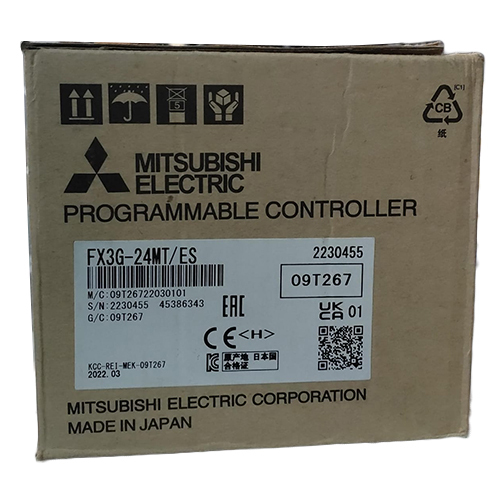 5
[C1]
CB
纸
MITSUBISHI
ELECTRIC
PROGRAMMABLE CONTROLLER
FX3G-24MT/ES 2230455
09T267
M/C:09T26722030101
S/N:2230455 45386343
G/C:09T267
EAC
UK
CA 01
CE <H>
原产地 日本国
合格证
KCC-REI-MEK-09T267
2022.03
MITSUBISHI ELECTRIC CORPORATION
MADE IN JAPAN